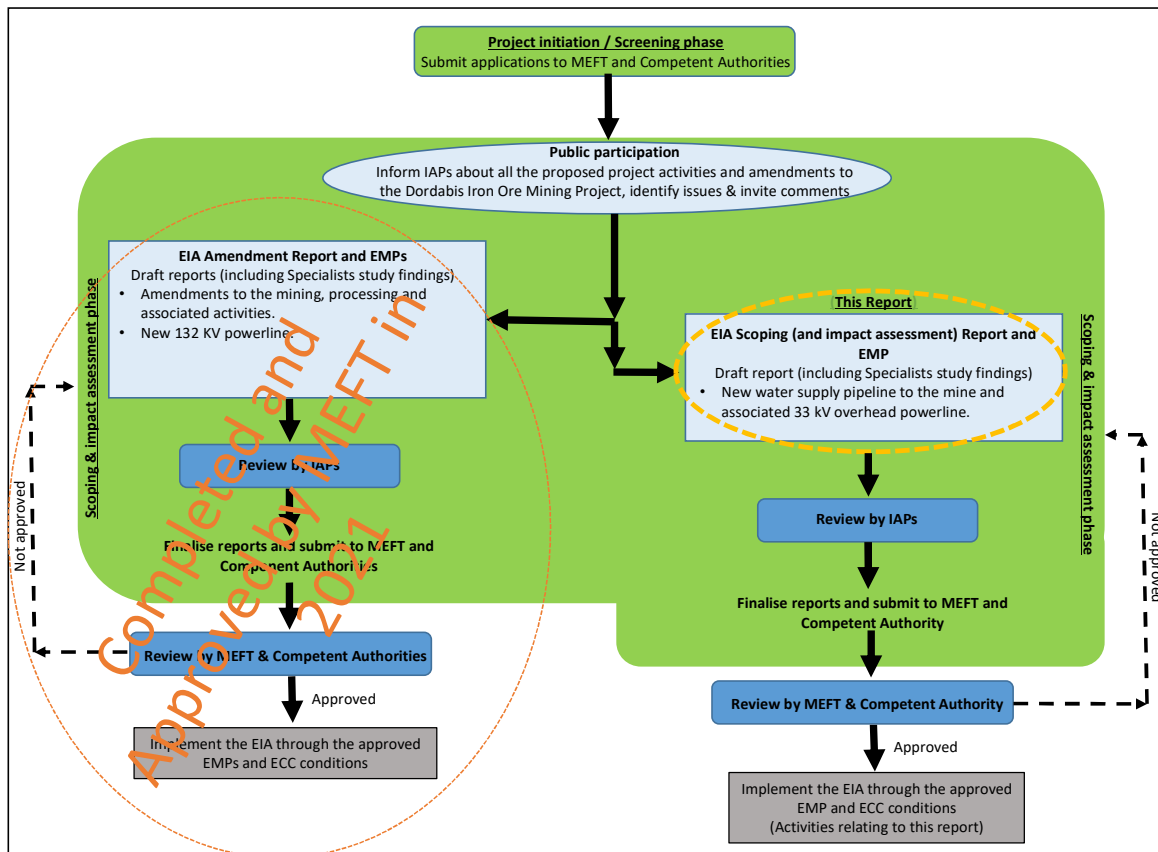 Project initiation / Screening phase
Submit applications to MEFT and Competent Authorities
Public participation
Inform IAPs about all the proposed project activities and amendments to
the Dordabis Iron Ore Mining Project, identify issues & invite comments
Scoping & impact assessment phase
EIA Amendment Report and EMPs
Draft reports (including Specialists study findings)
• Amendments to the mining, processing and
associated activities.
• New 132 KV powerline.
Review by IAPs
Finalise reports and submit to MEFT and
Component Authorities
Review by MEFT & Competent Authorities
Not approved
Approved
Implement the EIA through the approved
EMPs and ECC conditions
Completed and
Approved by MEFT in
2021
This Report
EIA Scoping (and impact assessment) Report and
EMP
Draft report (including Specialists study findings)
• New water supply pipeline to the mine and
associated 33 kV overhead powerline.
Scoping & impact assessment phase
Review by IAPs
Finalise reports and submit to MEFT and
Competent Authority
Review by MEFT & Competent Authority
Not approved
Approved
Implement the EIA through the approved
EMP and ECC conditions
(Activities relating to this report)